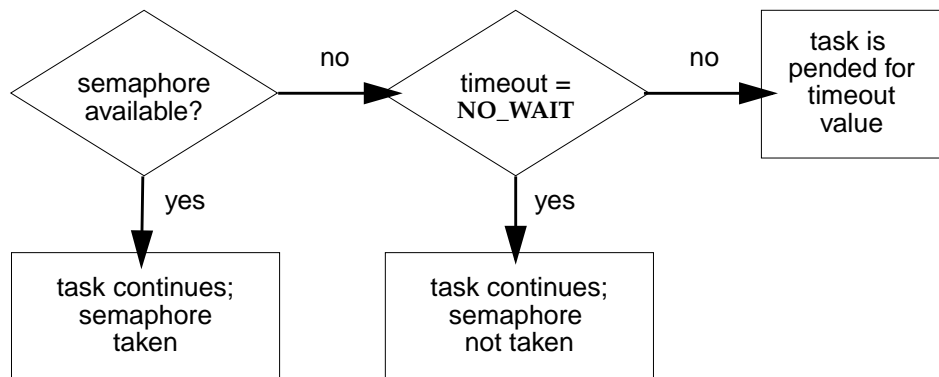 semaphore
available?
no
timeout =
NO_WAIT
no
task is
pended for
timeout
value
yes
yes
task continues;
semaphore
taken
task continues;
semaphore
not taken